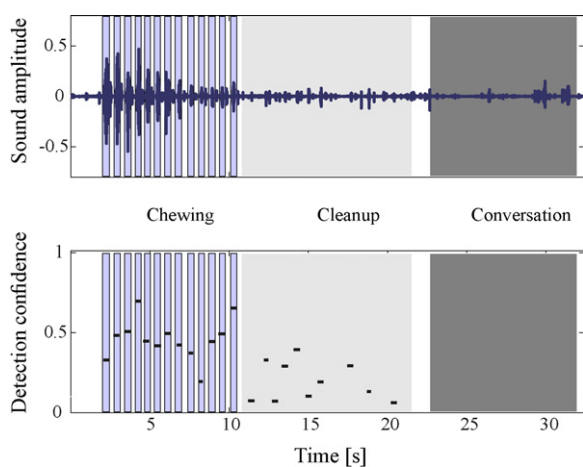 Sound amplitude
0.5
0
-0.5
Chewing Cleanup Conversation
Detection confidence
1
0.5
0
5 10 15 20 25 30
Time [s]